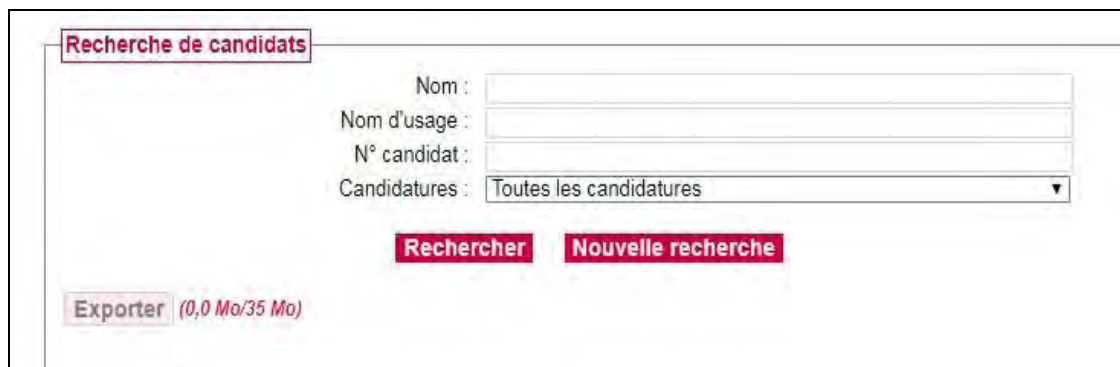 Recherche de candidats
Nom :
Nom d'usage :
N° candidat :
Candidatures : Toutes les candidatures ▼
Rechercher Nouvelle recherche
Exporter (0,0 Mo/35 Mo)